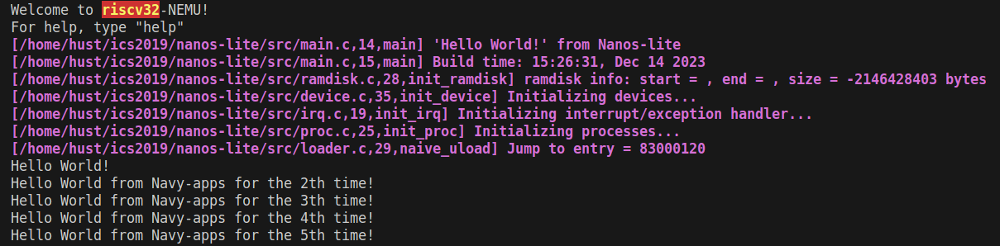 Welcome to riscv32-NEMU!
For help, type "help"
[/home/hust/ics2019/nanos-lite/src/main.c,14,main] 'Hello World!' from Nanos-lite
[/home/hust/ics2019/nanos-lite/src/main.c,15,main] Build time: 15:26:31, Dec 14 2023
[/home/hust/ics2019/nanos-lite/src/ramdisk.c,28,init_ramdisk] ramdisk info: start = , end = , size = -2146428403 bytes
[/home/hust/ics2019/nanos-lite/src/device.c,35,init_device] Initializing devices...
[/home/hust/ics2019/nanos-lite/src/irq.c,19,init_irq] Initializing interrupt/exception handler...
[/home/hust/ics2019/nanos-lite/src/proc.c,25,init_proc] Initializing processes...
[/home/hust/ics2019/nanos-lite/src/loader.c,29,naive_uload] Jump to entry = 83000120
Hello World!
Hello World from Navy-apps for the 2th time!
Hello World from Navy-apps for the 3th time!
Hello World from Navy-apps for the 4th time!
Hello World from Navy-apps for the 5th time!